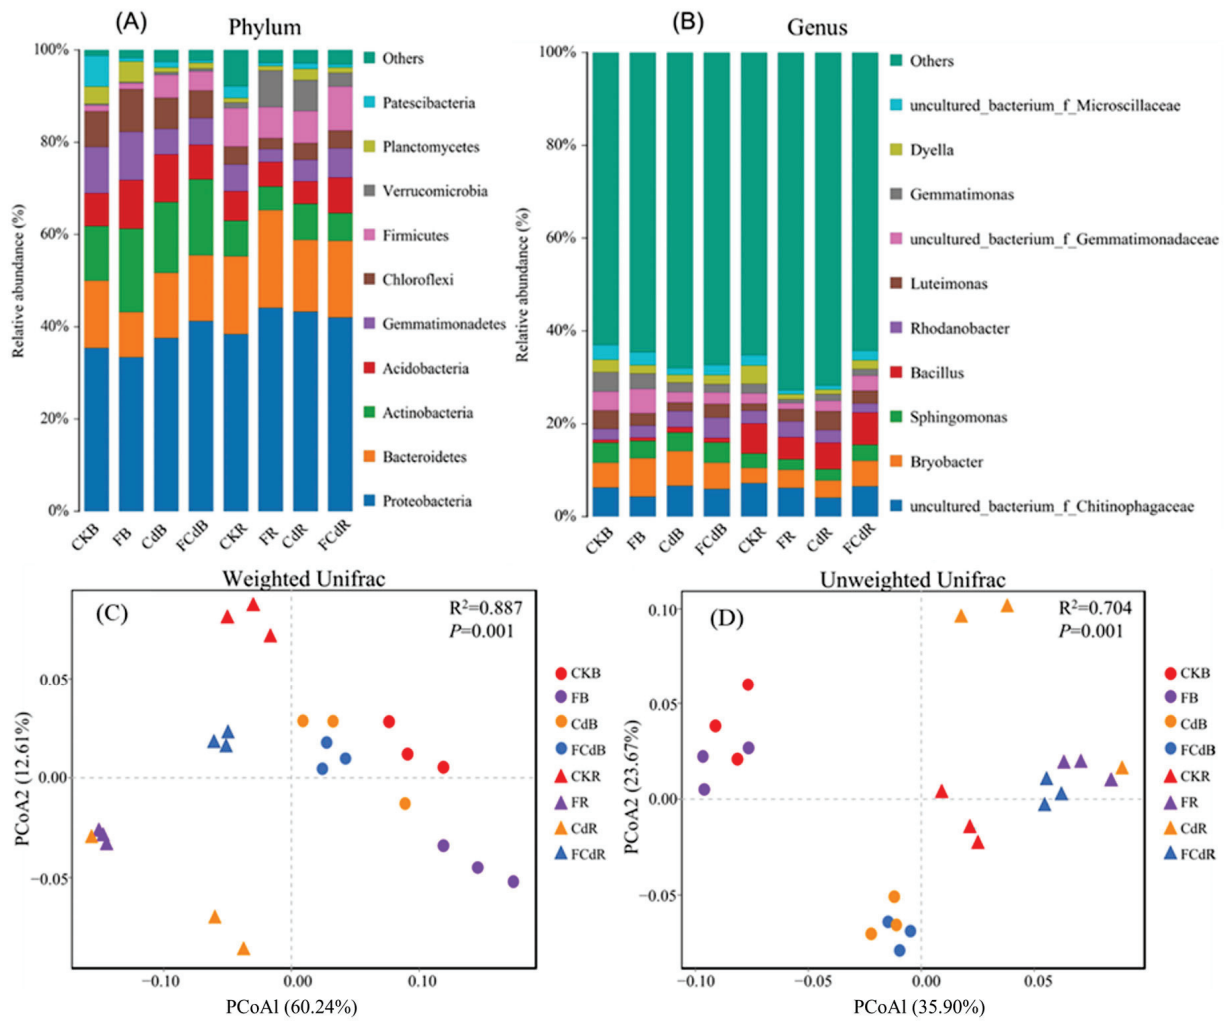 (A)
Phylum
Relative abundance (%)
100%
80%
60%
40%
20%
0%
CKB
FB
CdB
FCdB
CKR
FR
CdR
FCdR
Others
Patescibacteria
Planctomycetes
Verrucomicrobia
Firmicutes
Chloroflexi
Gemmatimonadetes
Acidobacteria
Actinobacteria
Bacteroidetes
Proteobacteria
(B)
Genus
Relative abundance (%)
100%
80%
60%
40%
20%
0%
CKB
FB
CdB
FCdB
CKR
FR
CdR
FCdR
Others
uncultured_bacterium_f_Microscillaceae
Dyella
Gemmatimonas
uncultured_bacterium_f_Gemmatimonadaceae
Luteimonas
Rhodanobacter
Bacillus
Sphingomonas
Bryobacter
uncultured_bacterium_f_Chitinophagaceae
Weighted Unifrac
(C)
R²=0.887
P=0.001
PCoA2 (12.61%)
0.05
0.00
−0.05
−0.10
0.00
0.10
PCoAl (60.24%)
CKB
FB
CdB
FCdB
CKR
FR
CdR
FCdR
Unweighted Unifrac
(D)
R²=0.704
P=0.001
PCoA2 (23.67%)
0.10
0.05
0.00
−0.05
−0.10
−0.05
0.00
0.05
PCoAl (35.90%)
CKB
FB
CdB
FCdB
CKR
FR
CdR
FCdR